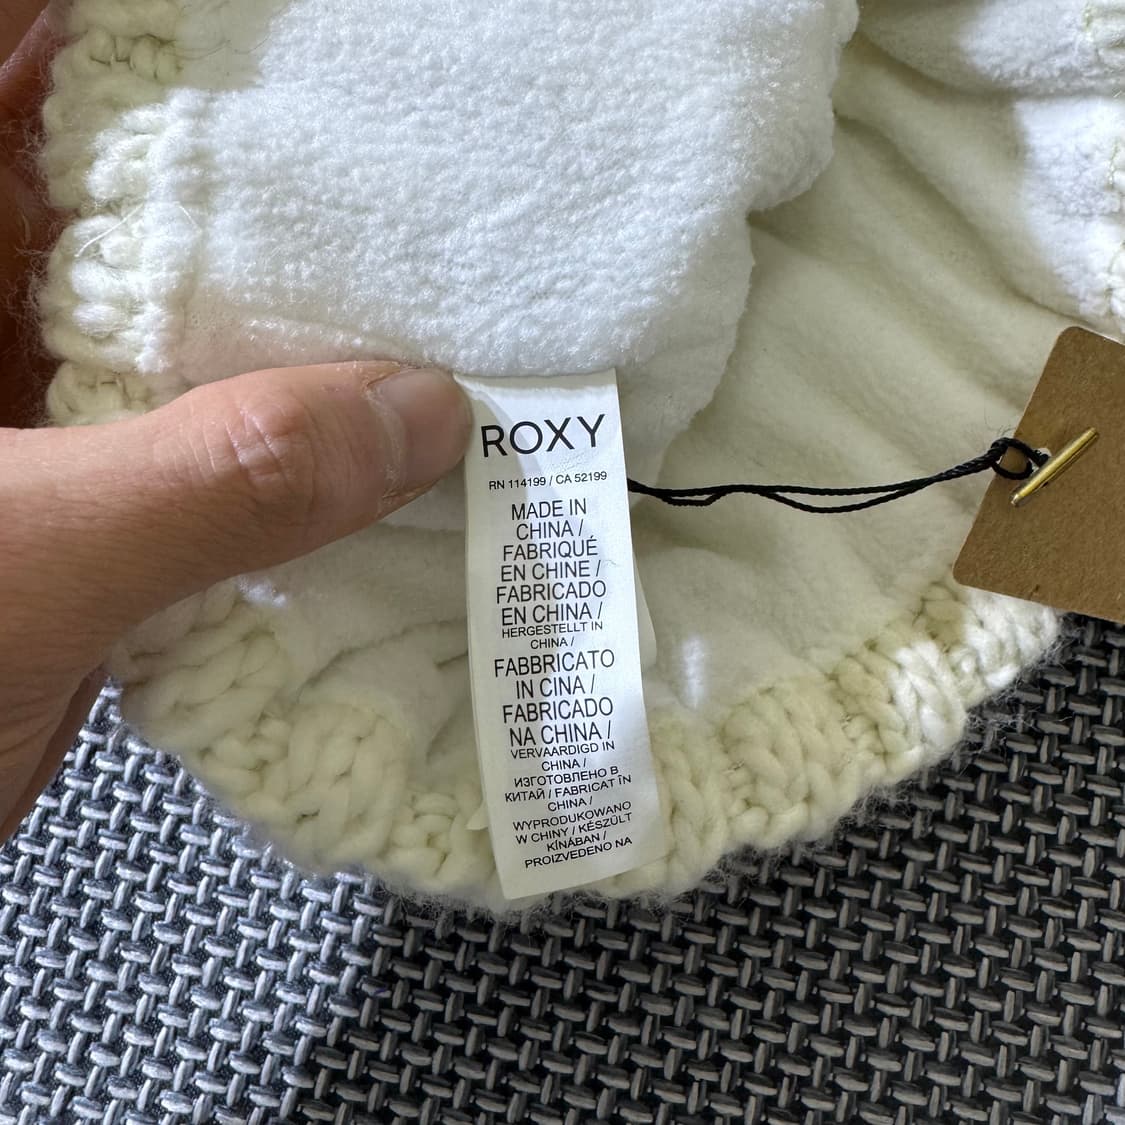 ROXY
RN 114199 / CA 52199
MADE IN
CHINA /
FABRIQUÉ
EN CHINE /
FABRICADO
EN CHINA /
HERGESTELLT IN
CHINA /
FABBRICATO
IN CINA /
FABRICADO
NA CHINA /
VERVAARDIGD IN
CHINA /
ИЗГОТОВЛЕНО В
КИТАЙ / FABRICAT ÎN
CHINA /
WYPRODUKOWANO
W CHINY / KÉSZÜLT
KÍNÁBAN /
PROIZVEDENO NA